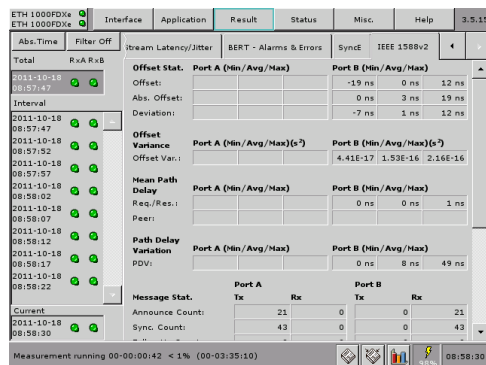 ETH 1000FDXe
ETH 1000FDXe
Interface Application Result Status Misc. Help 3.5.15
Abs.Time Filter Off
Stream Latency/Jitter BERT - Alarms & Errors SyncE IEEE 1588v2
Total RxA RxB
2011-10-18
08:57:47
Interval
2011-10-18
08:57:47
2011-10-18
08:57:52
2011-10-18
08:57:57
2011-10-18
08:58:02
2011-10-18
08:58:07
2011-10-18
08:58:12
2011-10-18
08:58:17
2011-10-18
08:58:22
Current
2011-10-18
08:58:30
Offset Stat. Port A (Min/Avg/Max) Port B (Min/Avg/Max)
Offset: -19 ns 0 ns 12 ns
Abs. Offset: 0 ns 3 ns 19 ns
Deviation: -7 ns 1 ns 12 ns
Offset
Variance Port A (Min/Avg/Max)(s²) Port B (Min/Avg/Max)(s²)
Offset Var.: 4.41E-17 1.53E-16 2.16E-16
Mean Path
Delay Port A (Min/Avg/Max) Port B (Min/Avg/Max)
Req./Res.: 0 ns 0 ns 1 ns
Peer:
Path Delay
Variation Port A (Min/Avg/Max) Port B (Min/Avg/Max)
PDV: 0 ns 8 ns 49 ns
Port A Port B
Message Stat. Tx Rx Tx Rx
Announce Count: 21 0 0 21
Sync. Count: 43 0 0 43
Measurement running 00-00:00:42 < 1% (00-03:35:10) 08:58:30